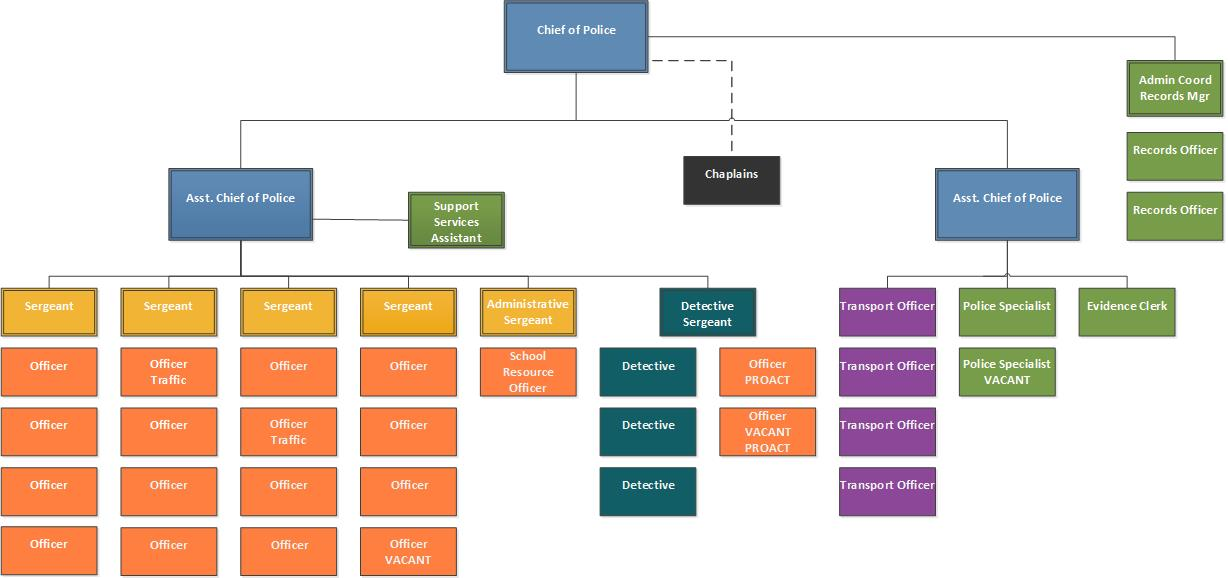 Chief of Police
Admin Coord
Records Mgr
Records Officer
Records Officer
Chaplains
Asst. Chief of Police
Support
Services
Assistant
Asst. Chief of Police
Sergeant
Sergeant
Sergeant
Sergeant
Administrative
Sergeant
Detective
Sergeant
Transport Officer
Police Specialist
Evidence Clerk
Officer
Officer
Traffic
Officer
Officer
School
Resource
Officer
Detective
Officer
PROACT
Transport Officer
Police Specialist
VACANT
Officer
Officer
Officer
Traffic
Officer
Detective
Officer
VACANT
PROACT
Transport Officer
Officer
Officer
Officer
Officer
Detective
Transport Officer
Officer
Officer
Officer
Officer
VACANT